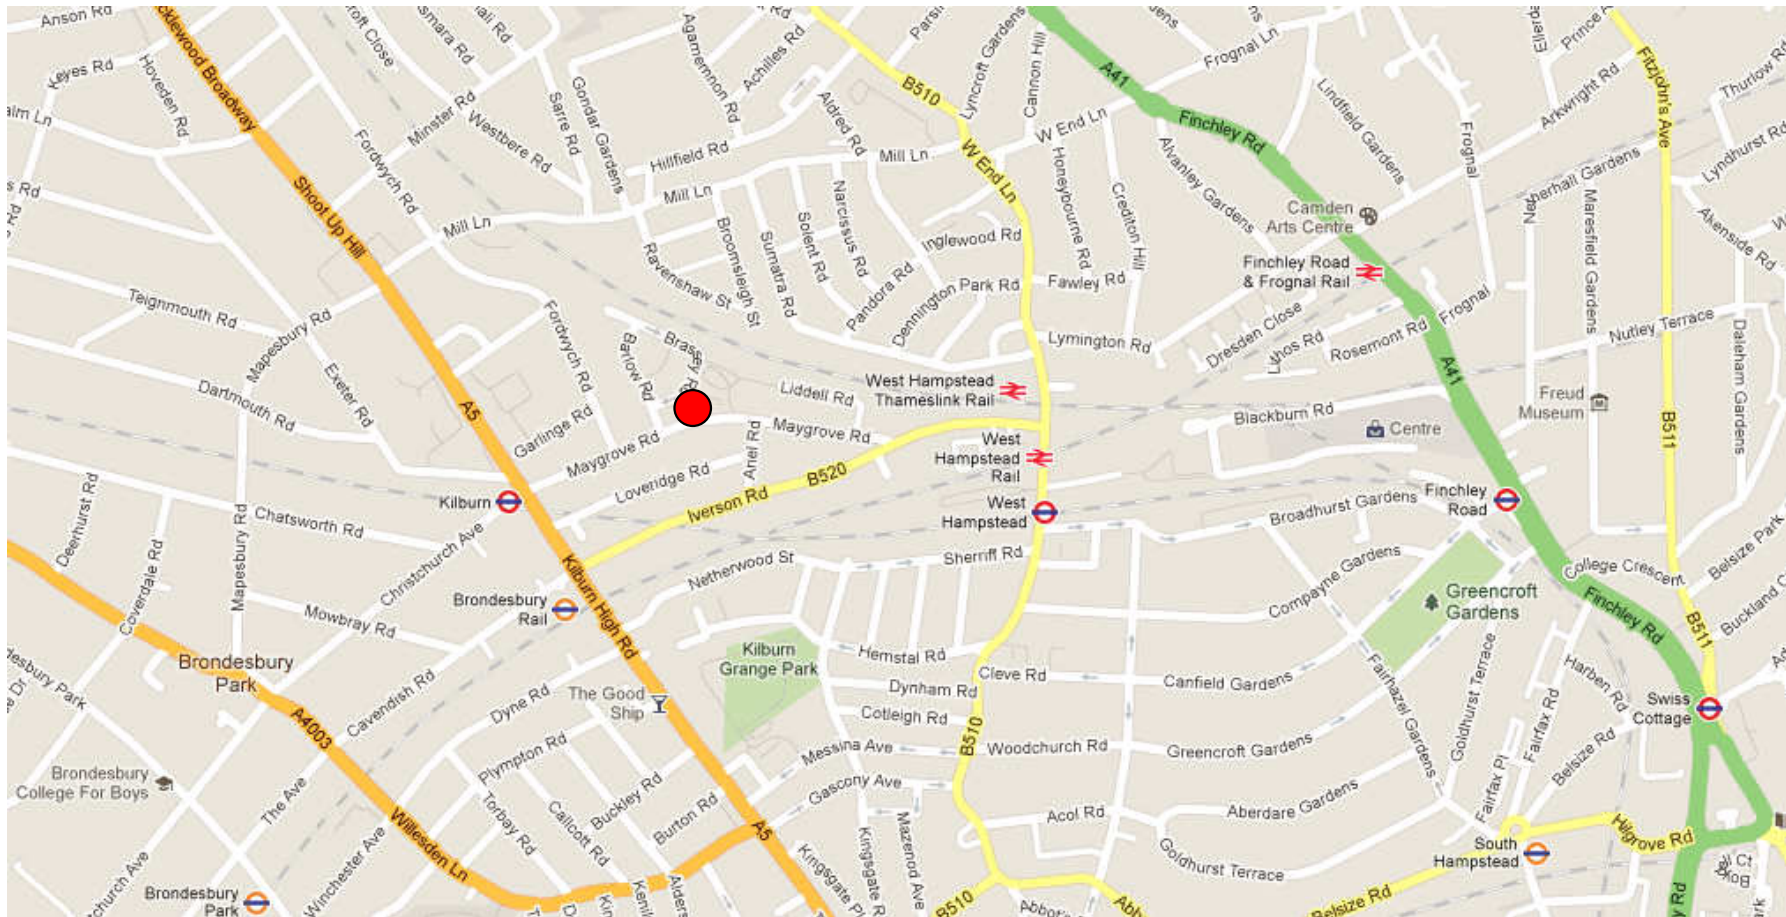 Anson Rd
Keyes Rd
Hoveden Rd
Cricklewood Broadway
Minster Rd
Westbere Rd
Sarre Rd
Gondar Gardens
Agamemnon Rd
Achilles Rd
Hillfield Rd
Aldred Rd
Mill Ln
Mill Ln
Mill Ln
B510
Lyncroft Gardens
Cannon Hill
W End Ln
W End Ln
A41
Finchley Rd
Frognal Ln
Lindfield Gardens
Frognal
Arkwright Rd
Prince A
Fitzjohn's Ave
Thurlow Rd
Lyndhurst Rd
Akenside Rd
Netherhall Gardens
Maresfield Gardens
Alvanley Gardens
Camden
Arts Centre
Finchley Road
& Frognal Rail
Honeybourne Rd
Crediton Hill
Fordwych Rd
Shoot Up Hill
Teignmouth Rd
Mapesbury Rd
Exeter Rd
Dartmouth Rd
Ravenshaw St
Broomsleigh St
Sumatra Rd
Solent Rd
Narcissus Rd
Pandora Rd
Inglewood Rd
Dennington Park Rd
Fawley Rd
Lymington Rd
Dresden Close
Rosemont Rd
Frognal
Nutley Terrace
Daleham Gardens
A41
Fordwych Rd
Barlow Rd
A5
Garlinge Rd
Maygrove Rd
Liddell Rd
Maygrove Rd
Ariel Rd
Loveridge Rd
Iverson Rd
B520
West Hampstead
Thameslink Rail
West
Hampstead
Rail
West
Hampstead
Blackburn Rd
Centre
Freud
Museum
B511
Finchley
Road
Broadhurst Gardens
Kilburn
Deerhurst Rd
Chatsworth Rd
Mapesbury Rd
Christchurch Ave
Coverdale Rd
Mowbray Rd
Brondesbury
Rail
Kilburn High Rd
Netherwood St
Sherriff Rd
Compayne Gardens
Greencroft
Gardens
College Crescent
Belsize Park
Finchley Rd
B511
Brondesbury
Park
Cavendish Rd
Dyne Rd
The Good
Ship
Kilburn
Grange Park
Hemstal Rd
Dynham Rd
Cotleigh Rd
Cleve Rd
Canfield Gardens
Fairhazel Gardens
Goldhurst Terrace
Fairfax Rd
Harben Rd
Swiss
Cottage
A4003
Messina Ave
B510
Woodchurch Rd
Greencroft Gardens
Fairfax Pl
Belsize Rd
Brondesbury
College For Boys
The Ave
Plympton Rd
Torbay Rd
Callcott Rd
Buckley Rd
Burton Rd
A5
Gascony Ave
Mazenod Ave
Kingsgate
Kingsgate Pl
Acol Rd
Aberdare Gardens
Goldhurst Terrace
South
Hampstead
Hilgrove Rd
Willesden Ln
Winchester Ave
Brondesbury
Park
B510
Belsize Rd